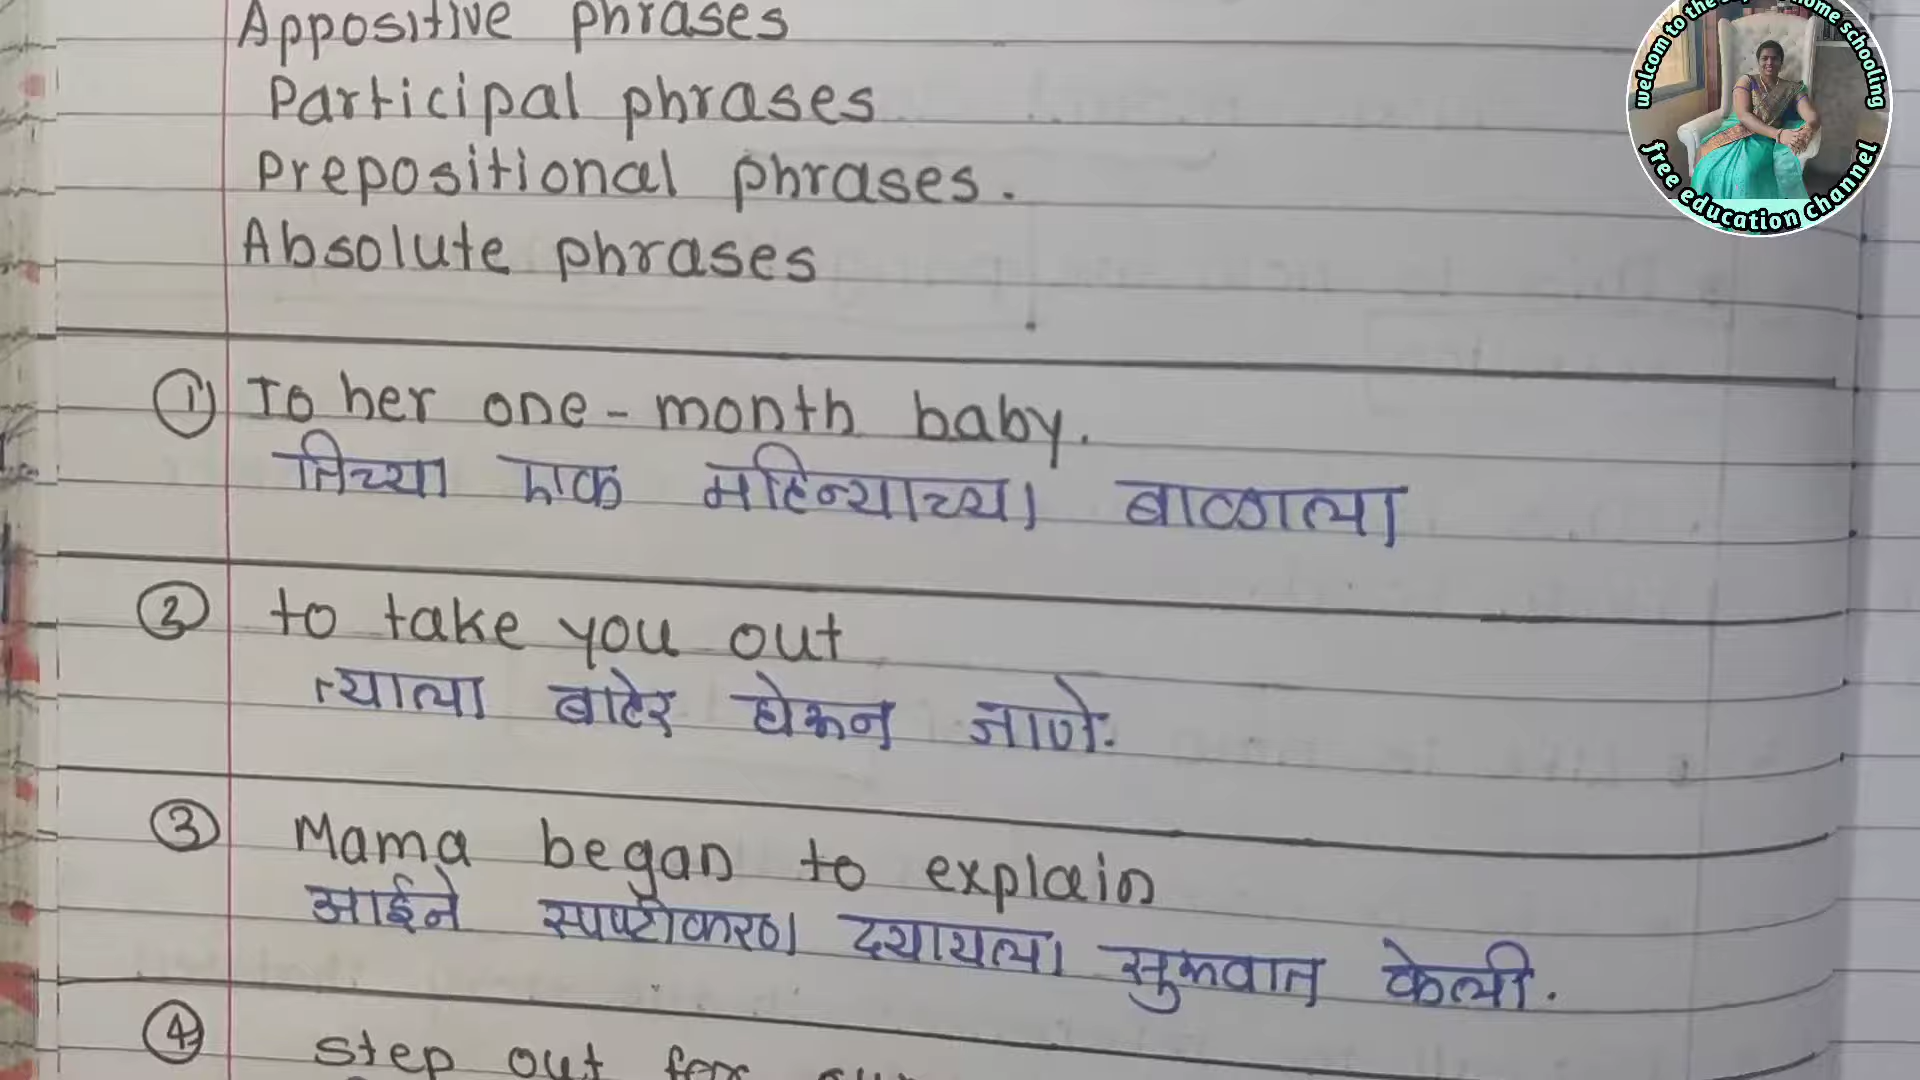 Appositive phrases
Participal phrases
Prepositional phrases.
Absolute phrases
① To her one-month baby.
तिच्या एक महिन्याच्या बाळाला
② to take you out
त्याला बाहेर घेऊन जाणे.
③ Mama began to explain
आईने स्पष्टीकरण द्यायला सुरूवात केली.
④ step out for
welcom to the home schooling
free education channel